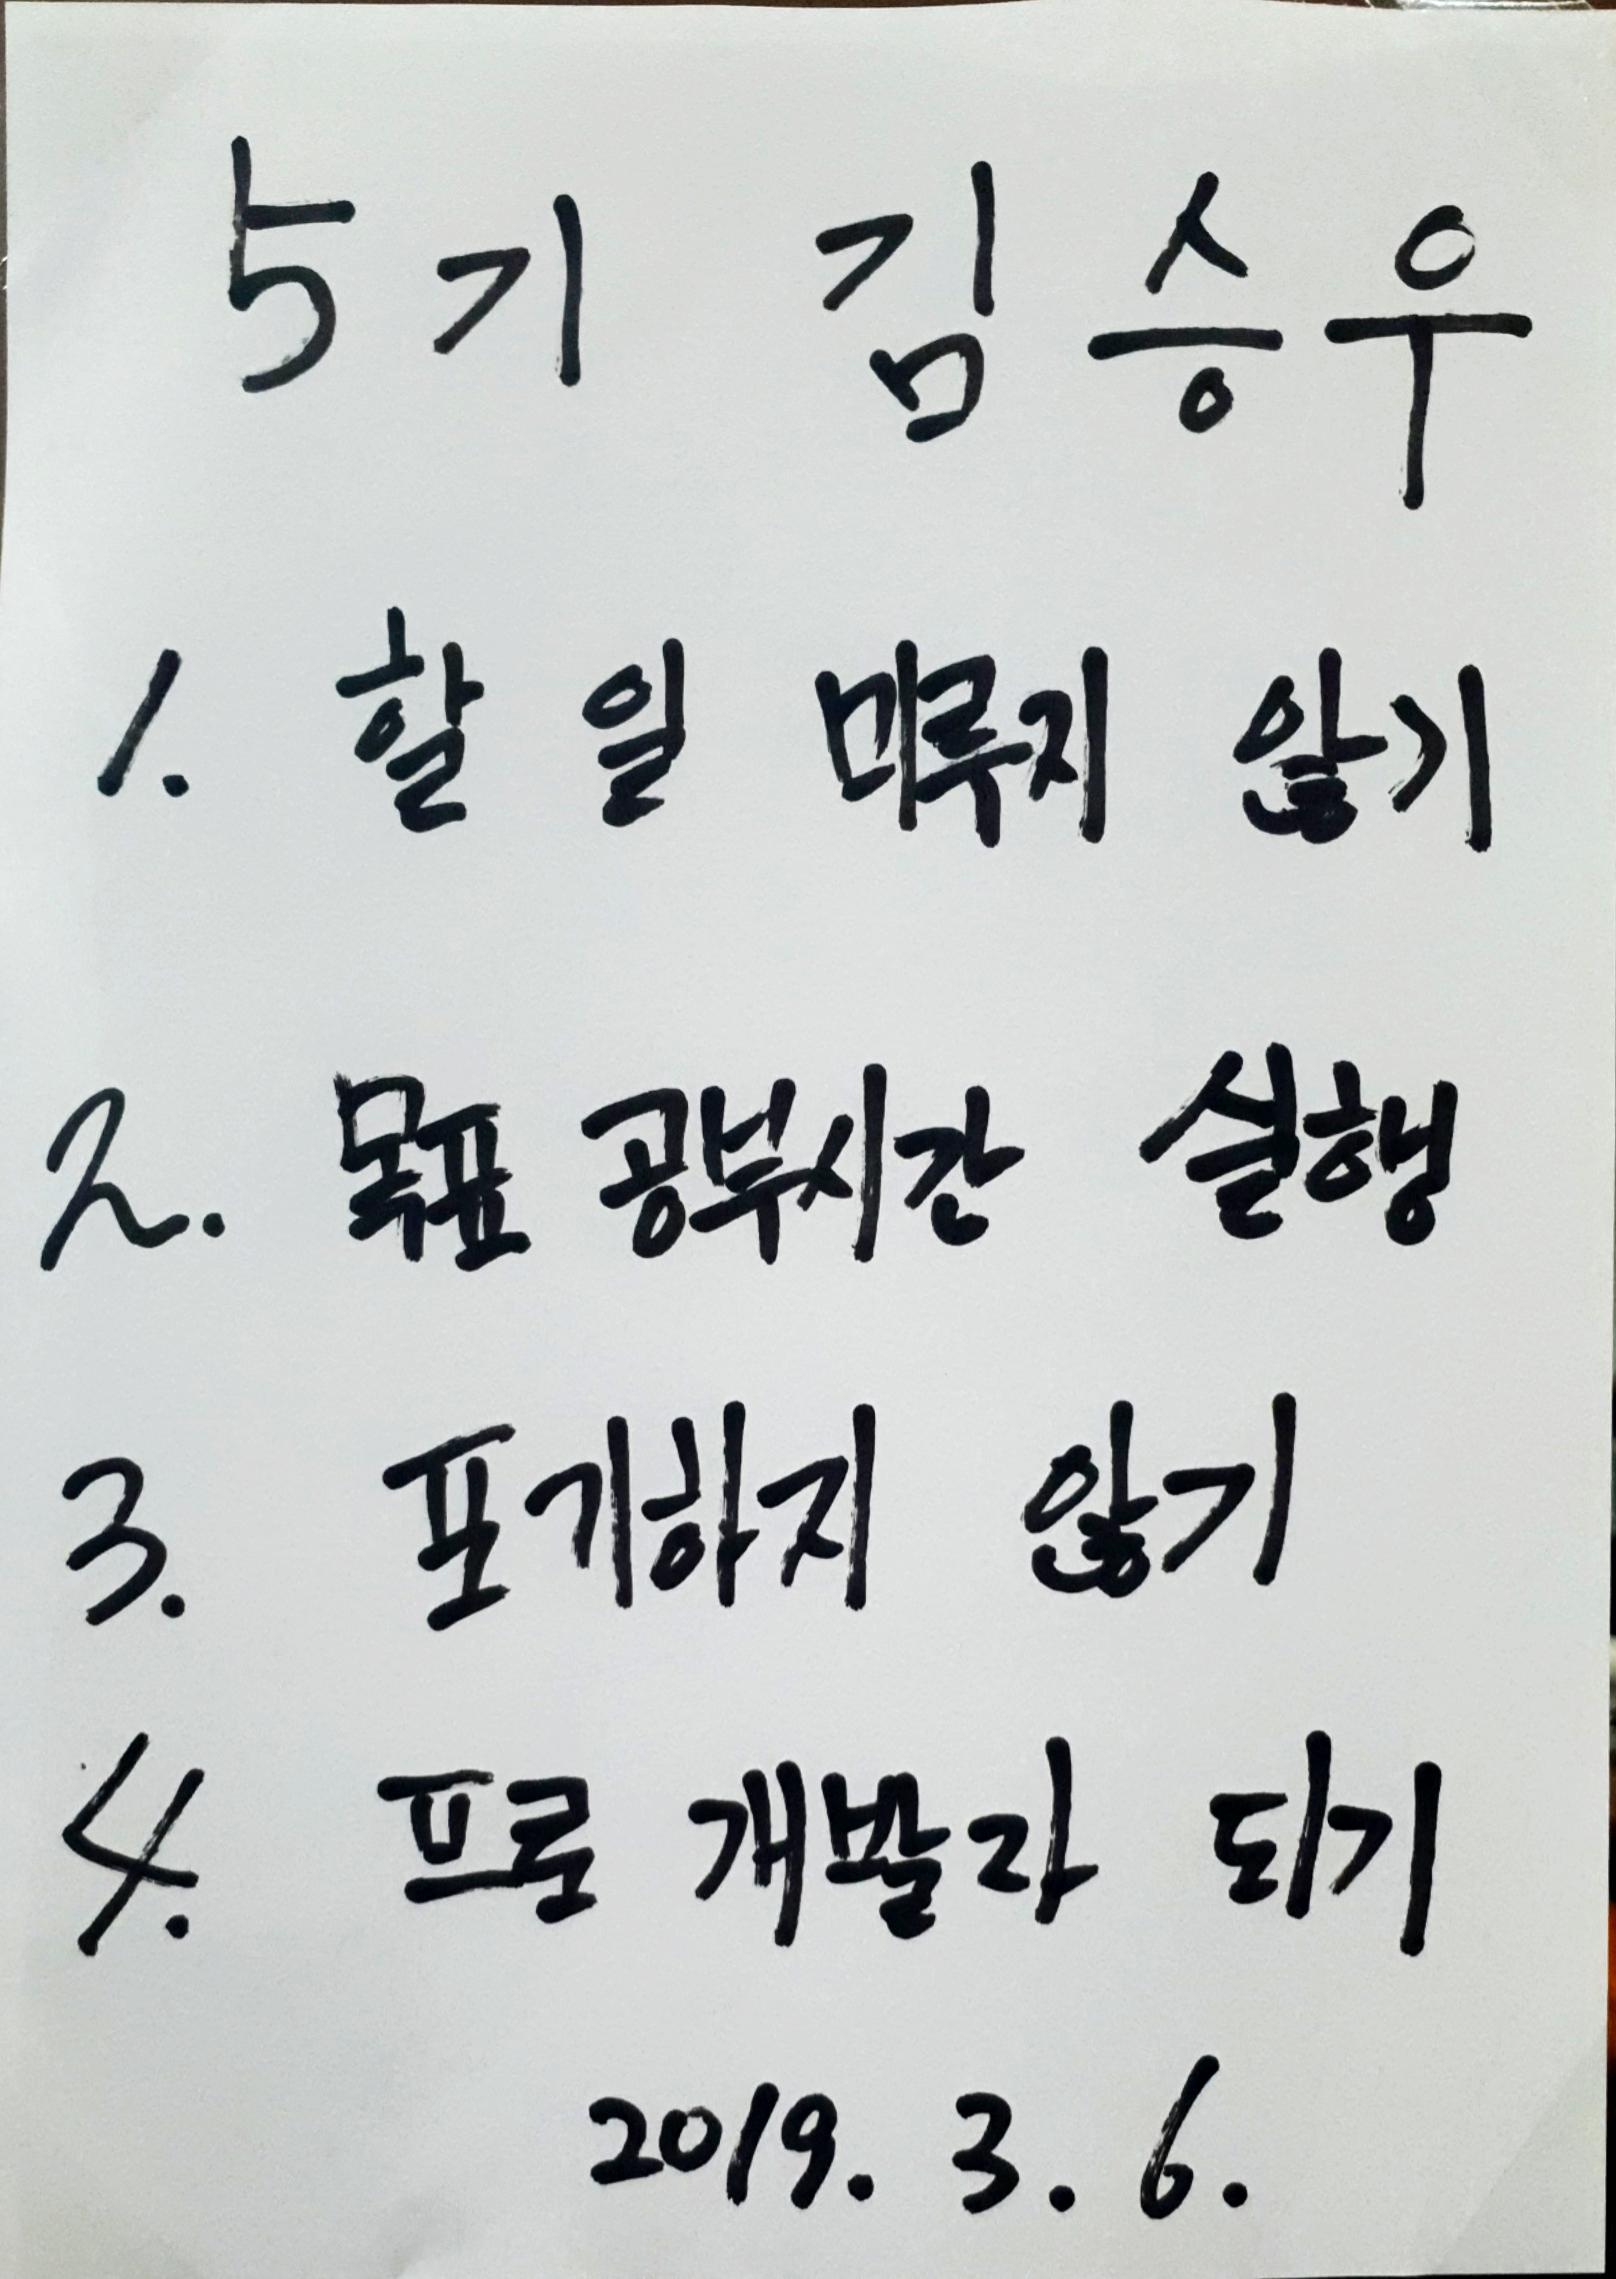 5기 김승우
1. 할 일 미루지 않기
2. 목표 공부시간 실행
3. 포기하지 않기
4. 프로 개발자 되기
2019. 3. 6.